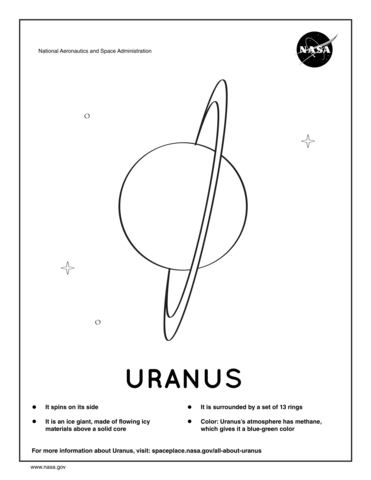 National Aeronautics and Space Administration
NASA
URANUS
● It spins on its side
● It is an ice giant, made of flowing icy
materials above a solid core
● It is surrounded by a set of 13 rings
● Color: Uranus's atmosphere has methane,
which gives it a blue-green color
For more information about Uranus, visit: spaceplace.nasa.gov/all-about-uranus
www.nasa.gov